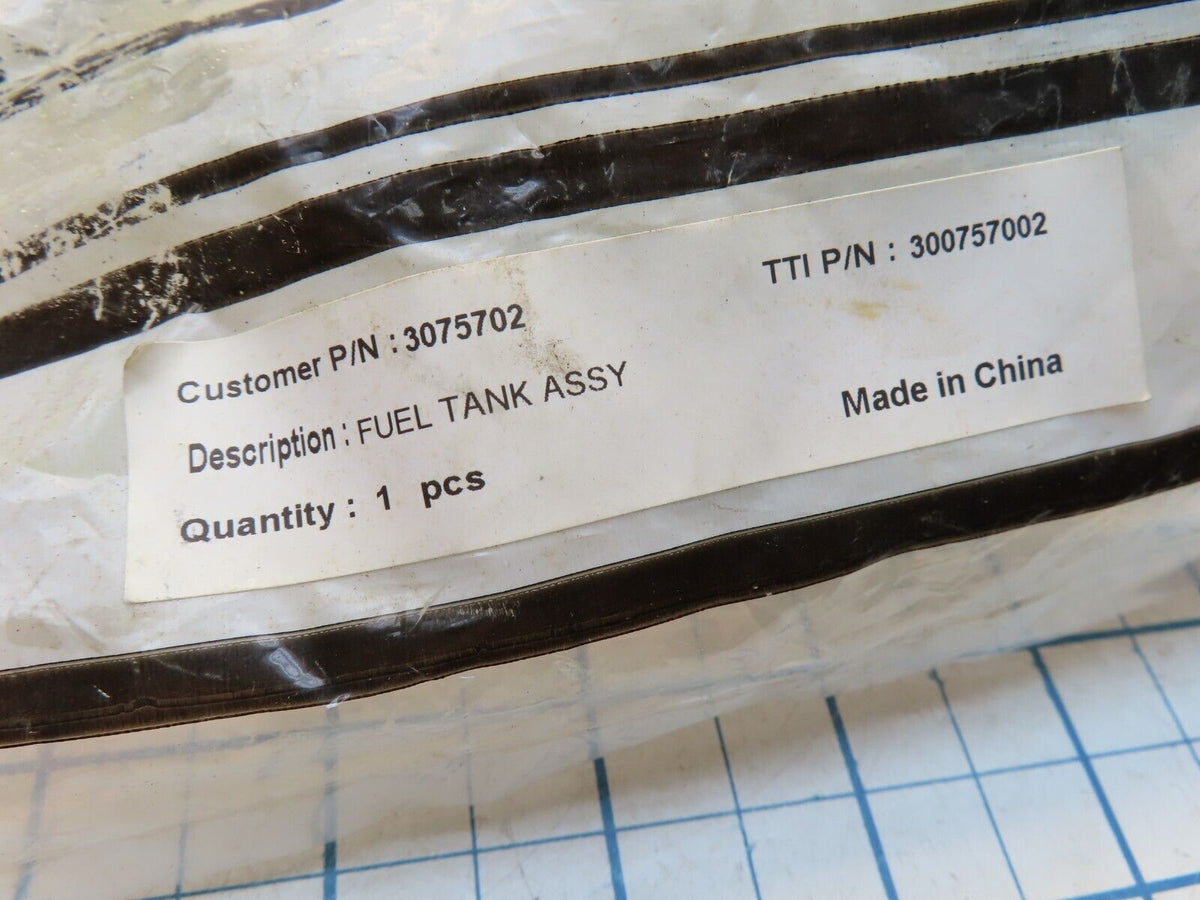 Customer P/N : 3075702
TTI P/N : 300757002
Description : FUEL TANK ASSY
Made in China
Quantity : 1 pcs